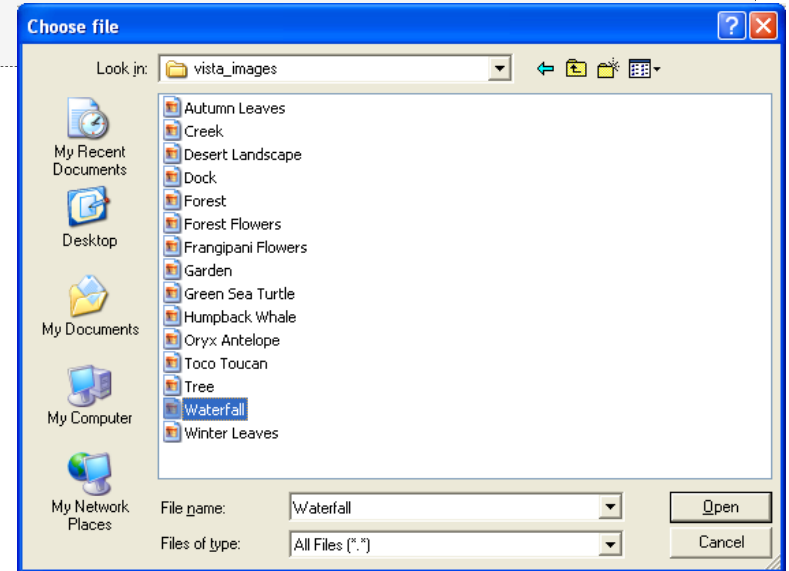 Choose file
Look in:
vista_images
My Recent
Documents
Desktop
My Documents
My Computer
My Network
Places
Autumn Leaves
Creek
Desert Landscape
Dock
Forest
Forest Flowers
Frangipani Flowers
Garden
Green Sea Turtle
Humpback Whale
Oryx Antelope
Toco Toucan
Tree
Waterfall
Winter Leaves
File name:
Waterfall
Open
Files of type:
All Files (*.*)
Cancel